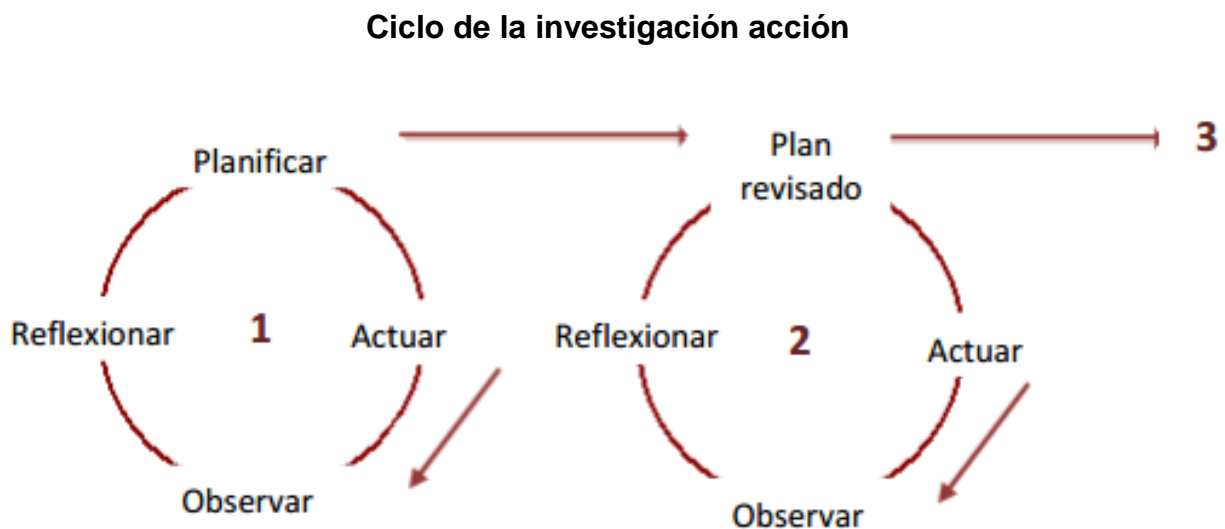 Ciclo de la investigación acción
Planificar
Reflexionar
1
Actuar
Observar
Plan
revisado
Reflexionar
2
Actuar
Observar
3